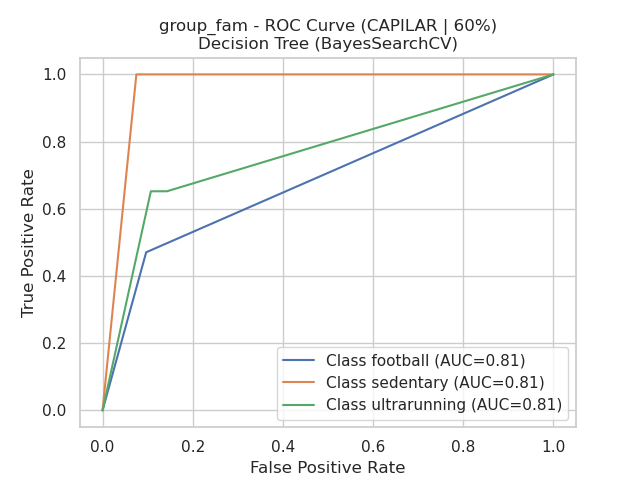 group_fam - ROC Curve (CAPILAR | 60%)
Decision Tree (BayesSearchCV)
True Positive Rate
1.0
0.8
0.6
0.4
0.2
0.0
Class football (AUC=0.81)
Class sedentary (AUC=0.81)
Class ultrarunning (AUC=0.81)
0.0 0.2 0.4 0.6 0.8 1.0
False Positive Rate